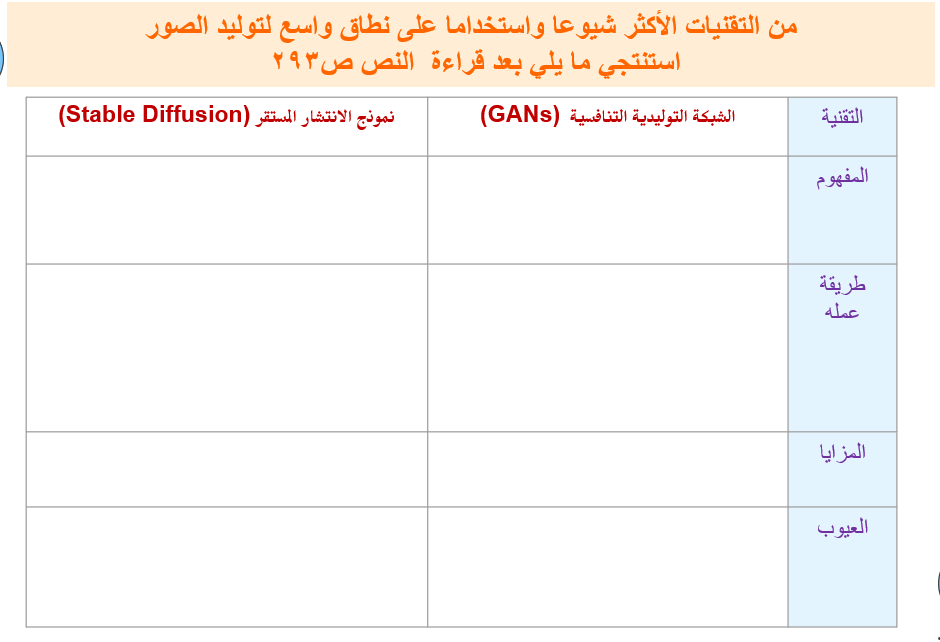 من التقنيات الأكثر شيوعا واستخداما على نطاق واسع لتوليد الصور
استنتجي ما يلي بعد قراءة النص ص٢٩٣
التقنية
الشبكة التوليدية التنافسية (GANs)
نموذج الانتشار المستقر (Stable Diffusion)
المفهوم
طريقة
عمله
المزايا
العيوب